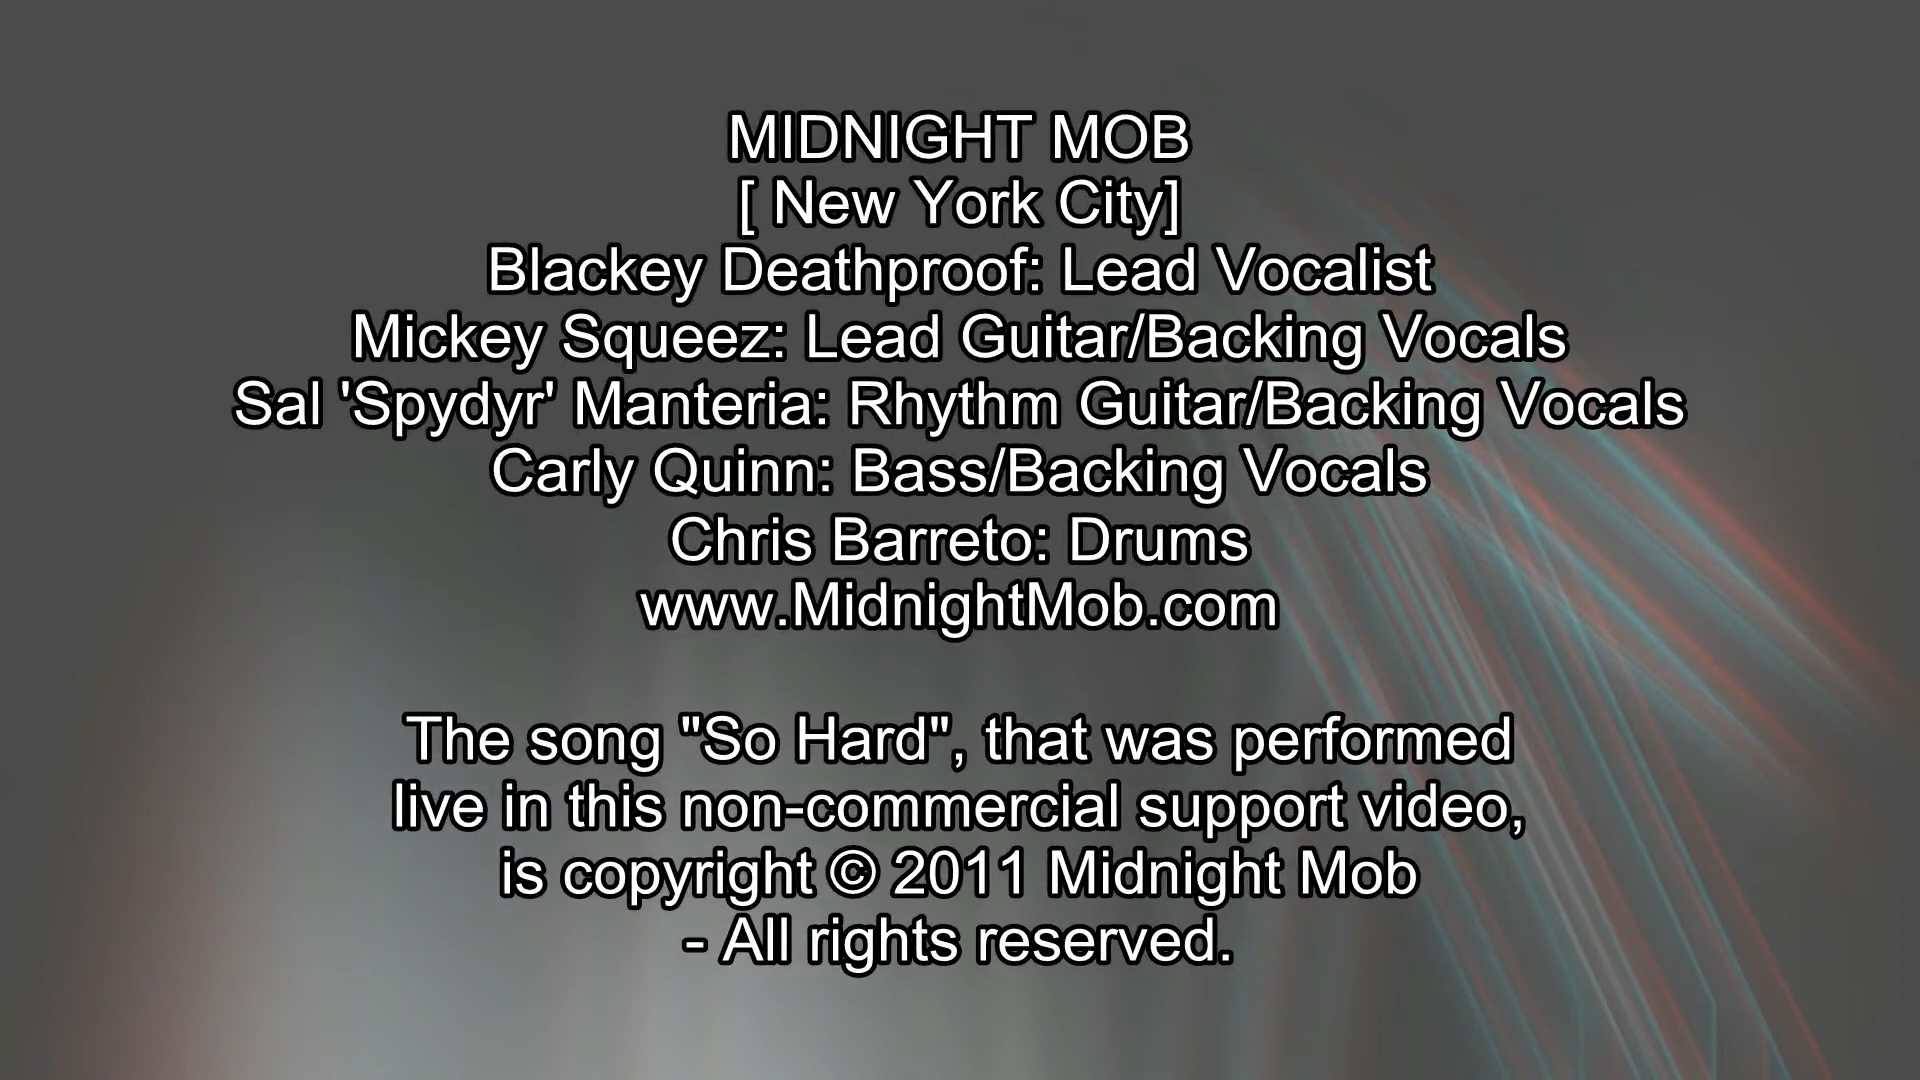 MIDNIGHT MOB
[ New York City]
Blackey Deathproof: Lead Vocalist
Mickey Squeez: Lead Guitar/Backing Vocals
Sal 'Spydyr' Manteria: Rhythm Guitar/Backing Vocals
Carly Quinn: Bass/Backing Vocals
Chris Barreto: Drums
www.MidnightMob.com
The song "So Hard", that was performed
live in this non-commercial support video,
is copyright © 2011 Midnight Mob
- All rights reserved.